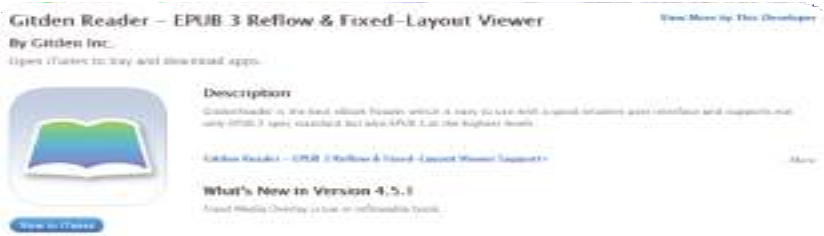 Gitden Reader – EPUB 3 Reflow & Fixed-Layout Viewer
View More by This Developer
By Gitden Inc.
Open iTunes to buy and download apps.
Description
GitdenReader is the best eBook Reader which is easy to use with a good intuitive user interface and supports not
only EPUB 2 spec standard but also EPUB 3 at the highest levels.
Gitden Reader – EPUB 3 Reflow & Fixed-Layout Viewer Support
More
What's New in Version 4.5.1
Fixed Media Overlay issue in reflowable book.
View in iTunes